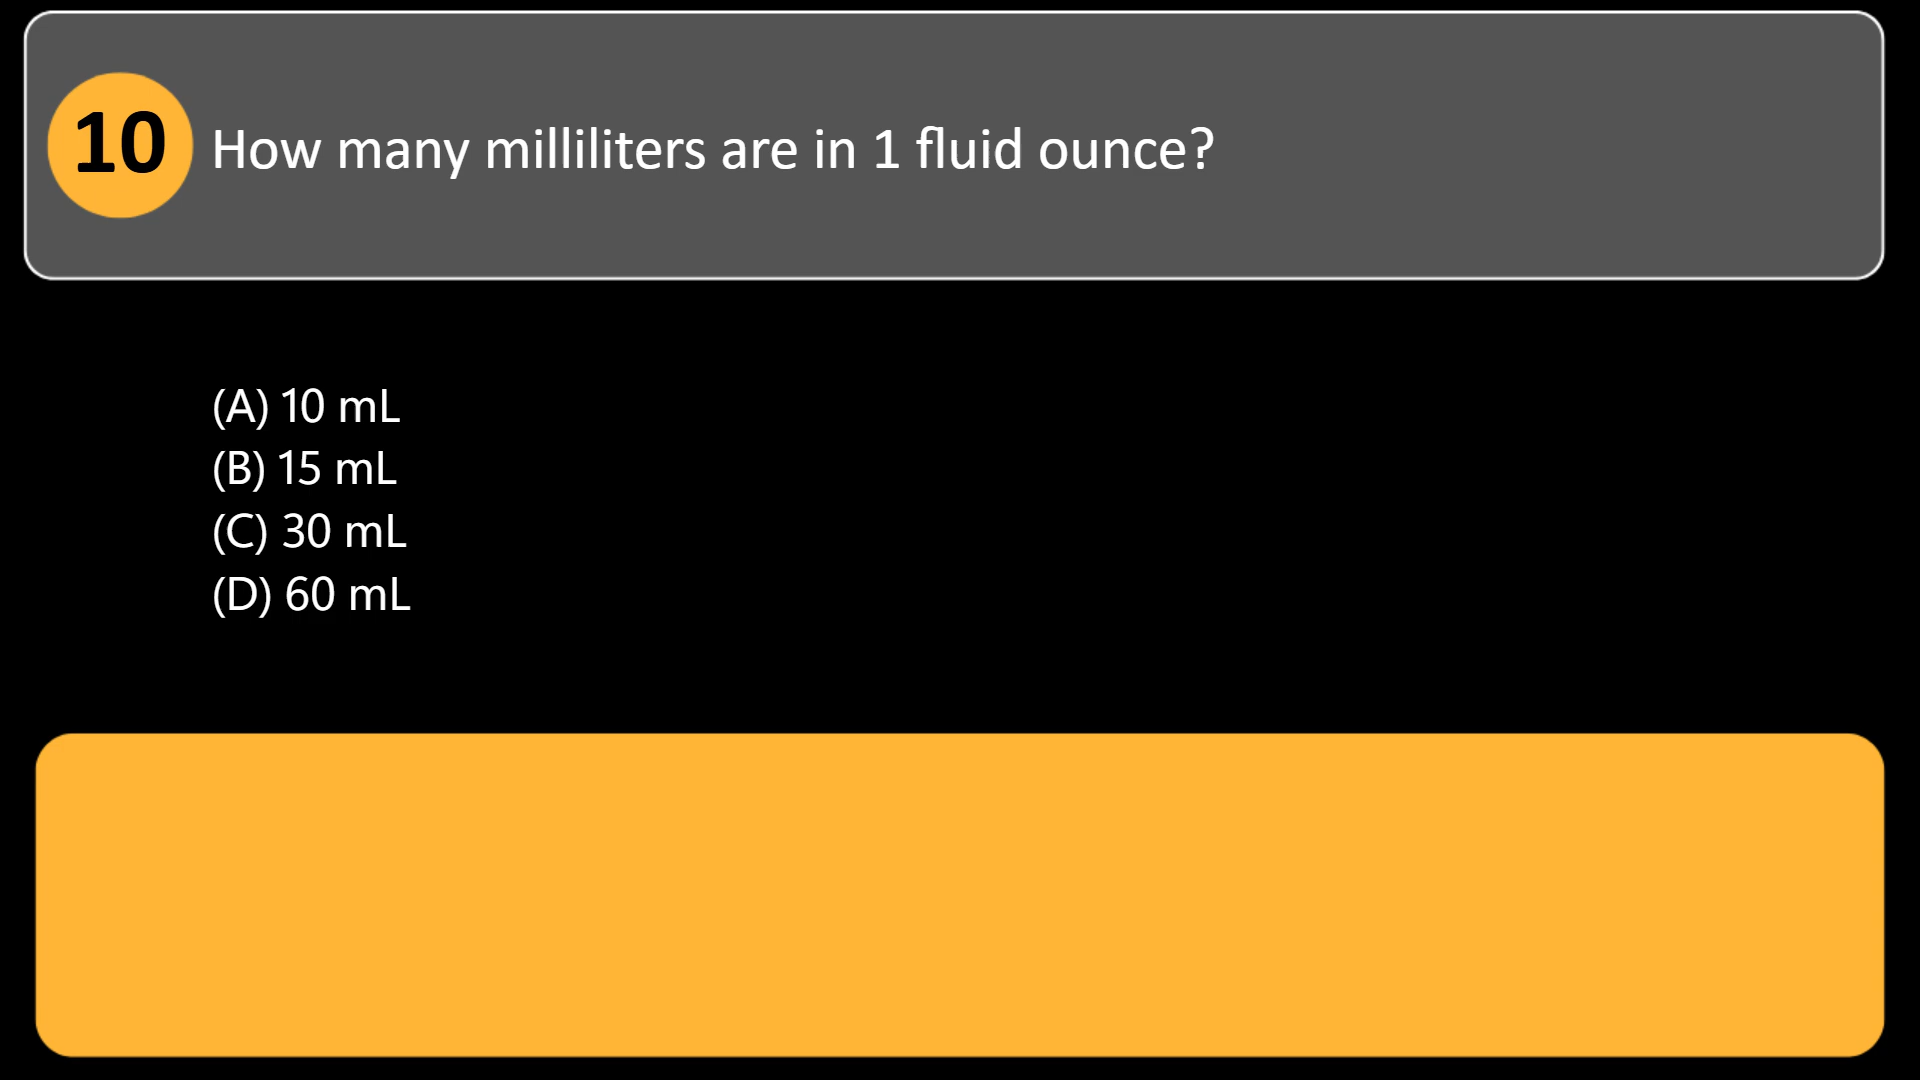 10 How many milliliters are in 1 fluid ounce?
(A) 10 mL
(B) 15 mL
(C) 30 mL
(D) 60 mL